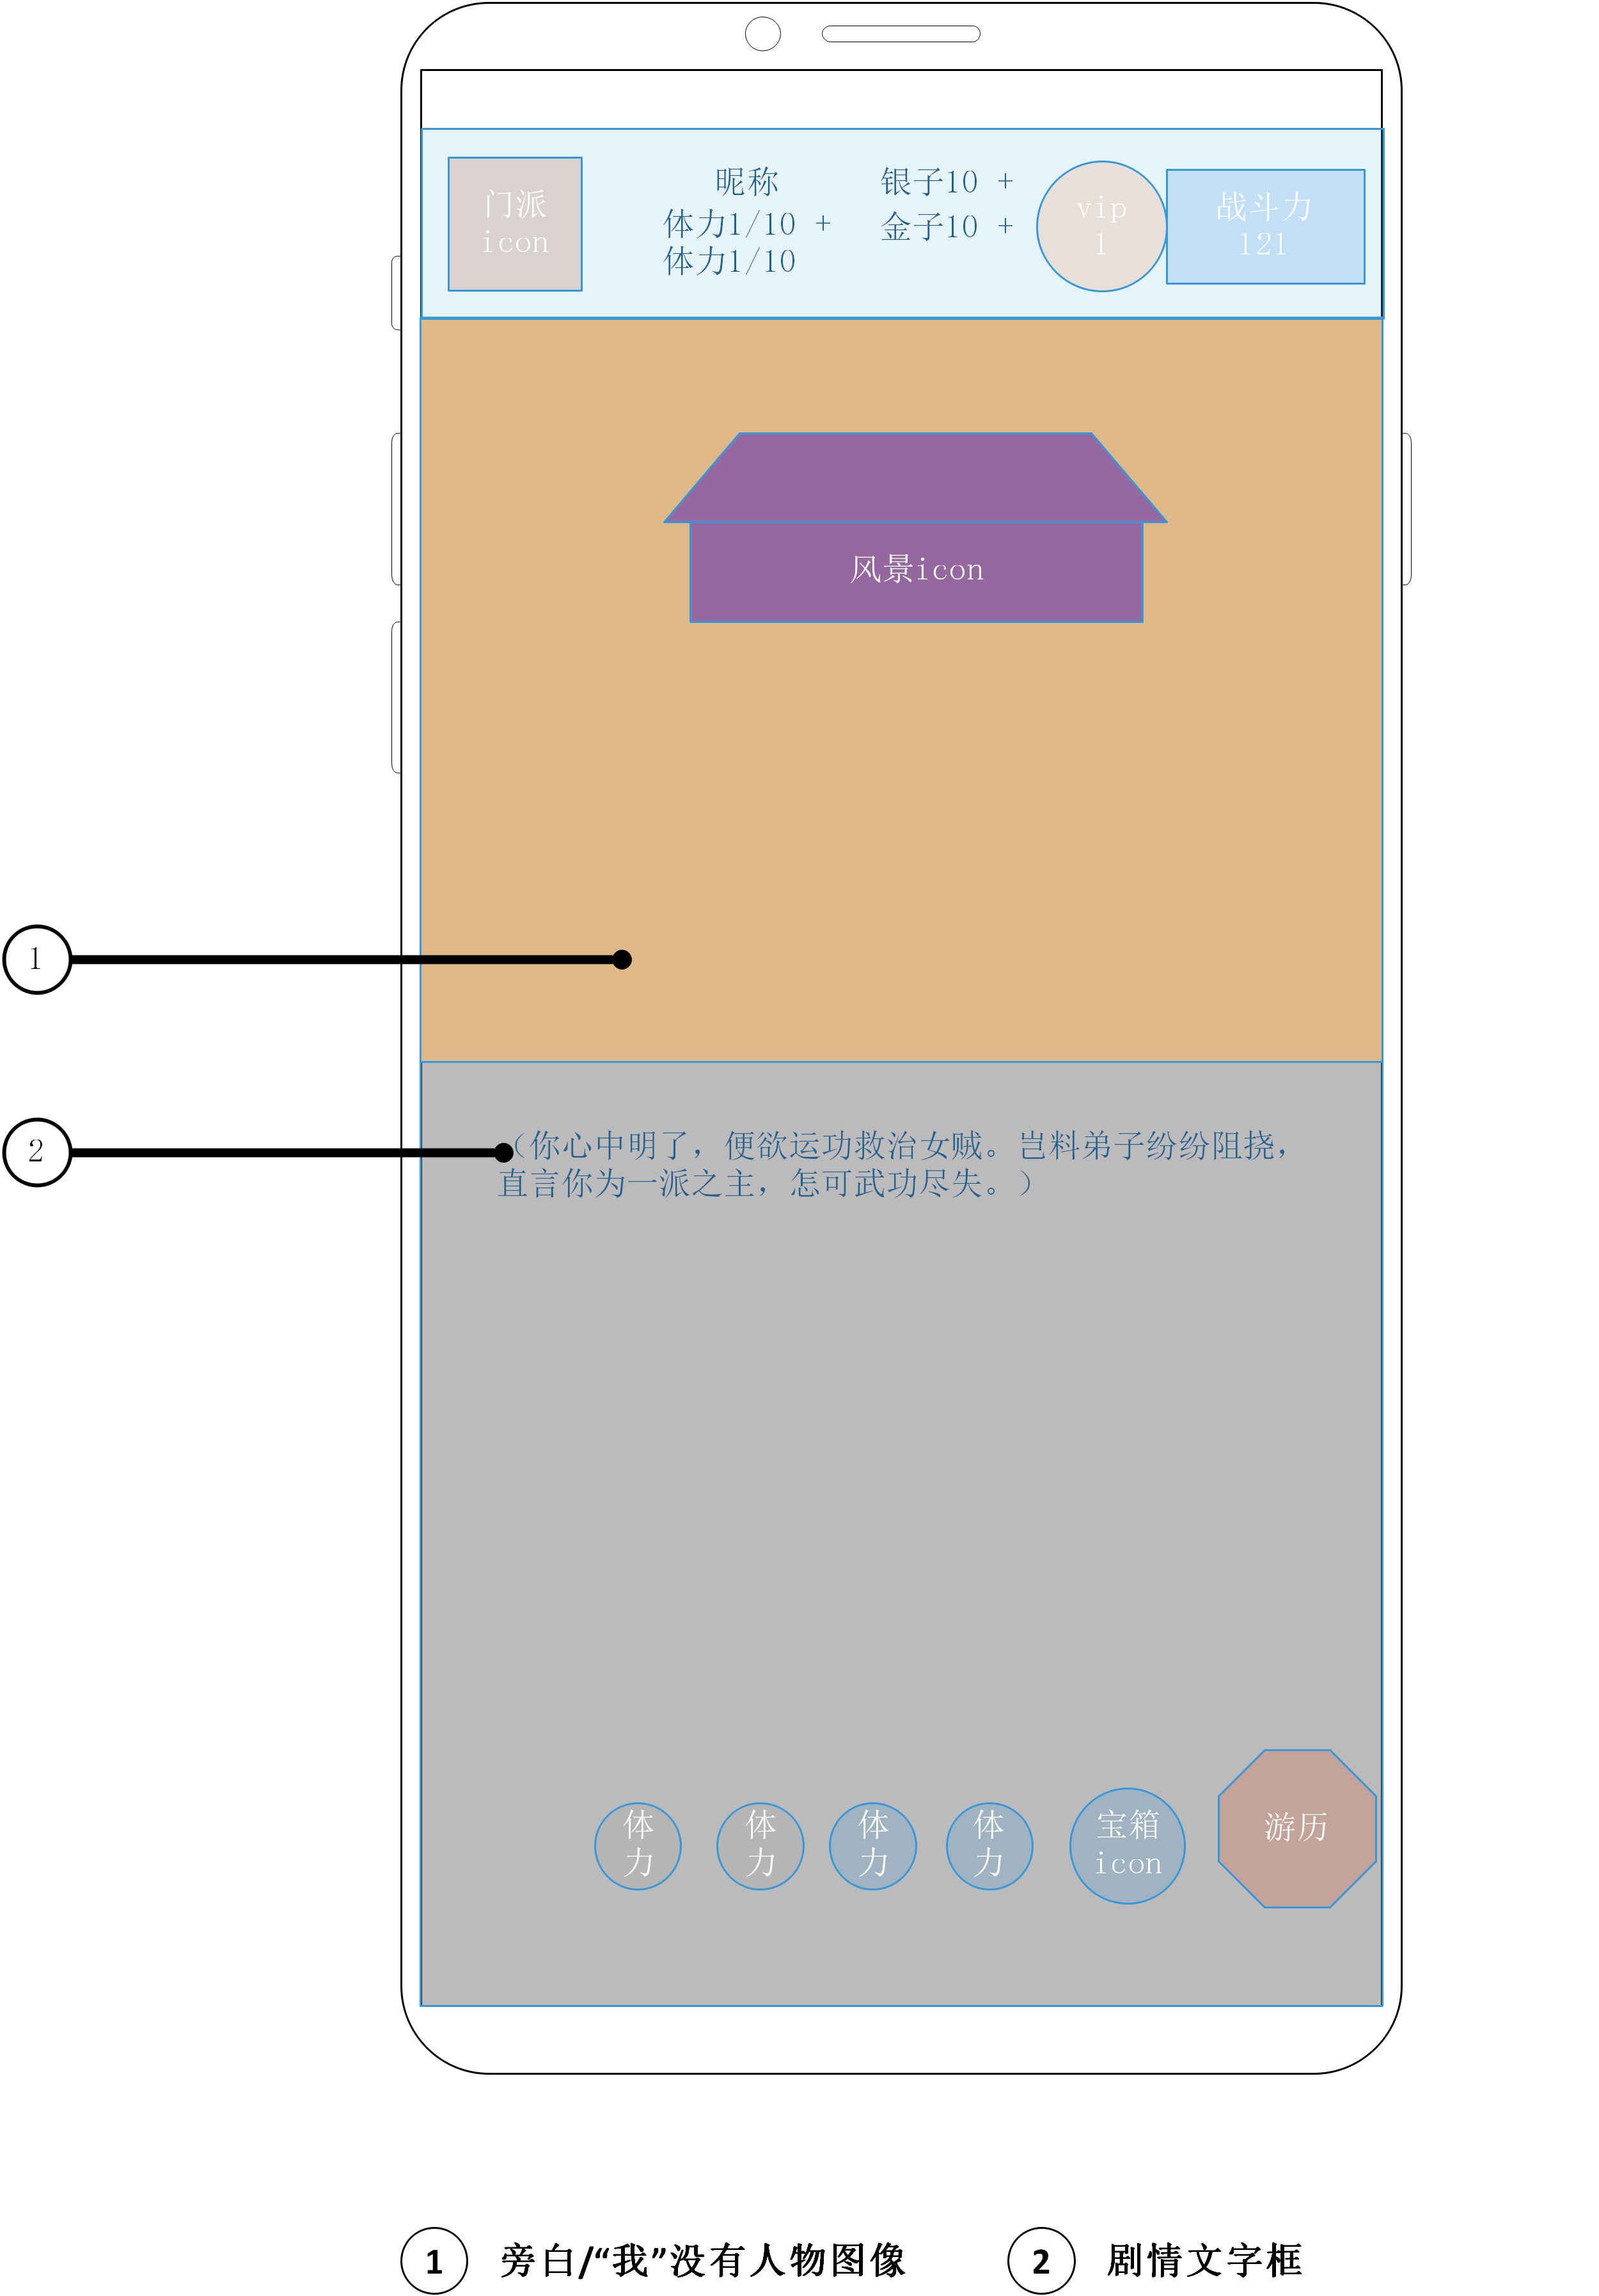 门派
icon
昵称
体力1/10 +
体力1/10
银子10 +
金子10 +
vip
1
战斗力
121
风景icon
1
2
（你心中明了，便欲运功救治女贼。岂料弟子纷纷阻挠，
直言你为一派之主，怎可武功尽失。）
体
力
体
力
体
力
体
力
宝箱
icon
游历
1 旁白/“我”没有人物图像
2 剧情文字框